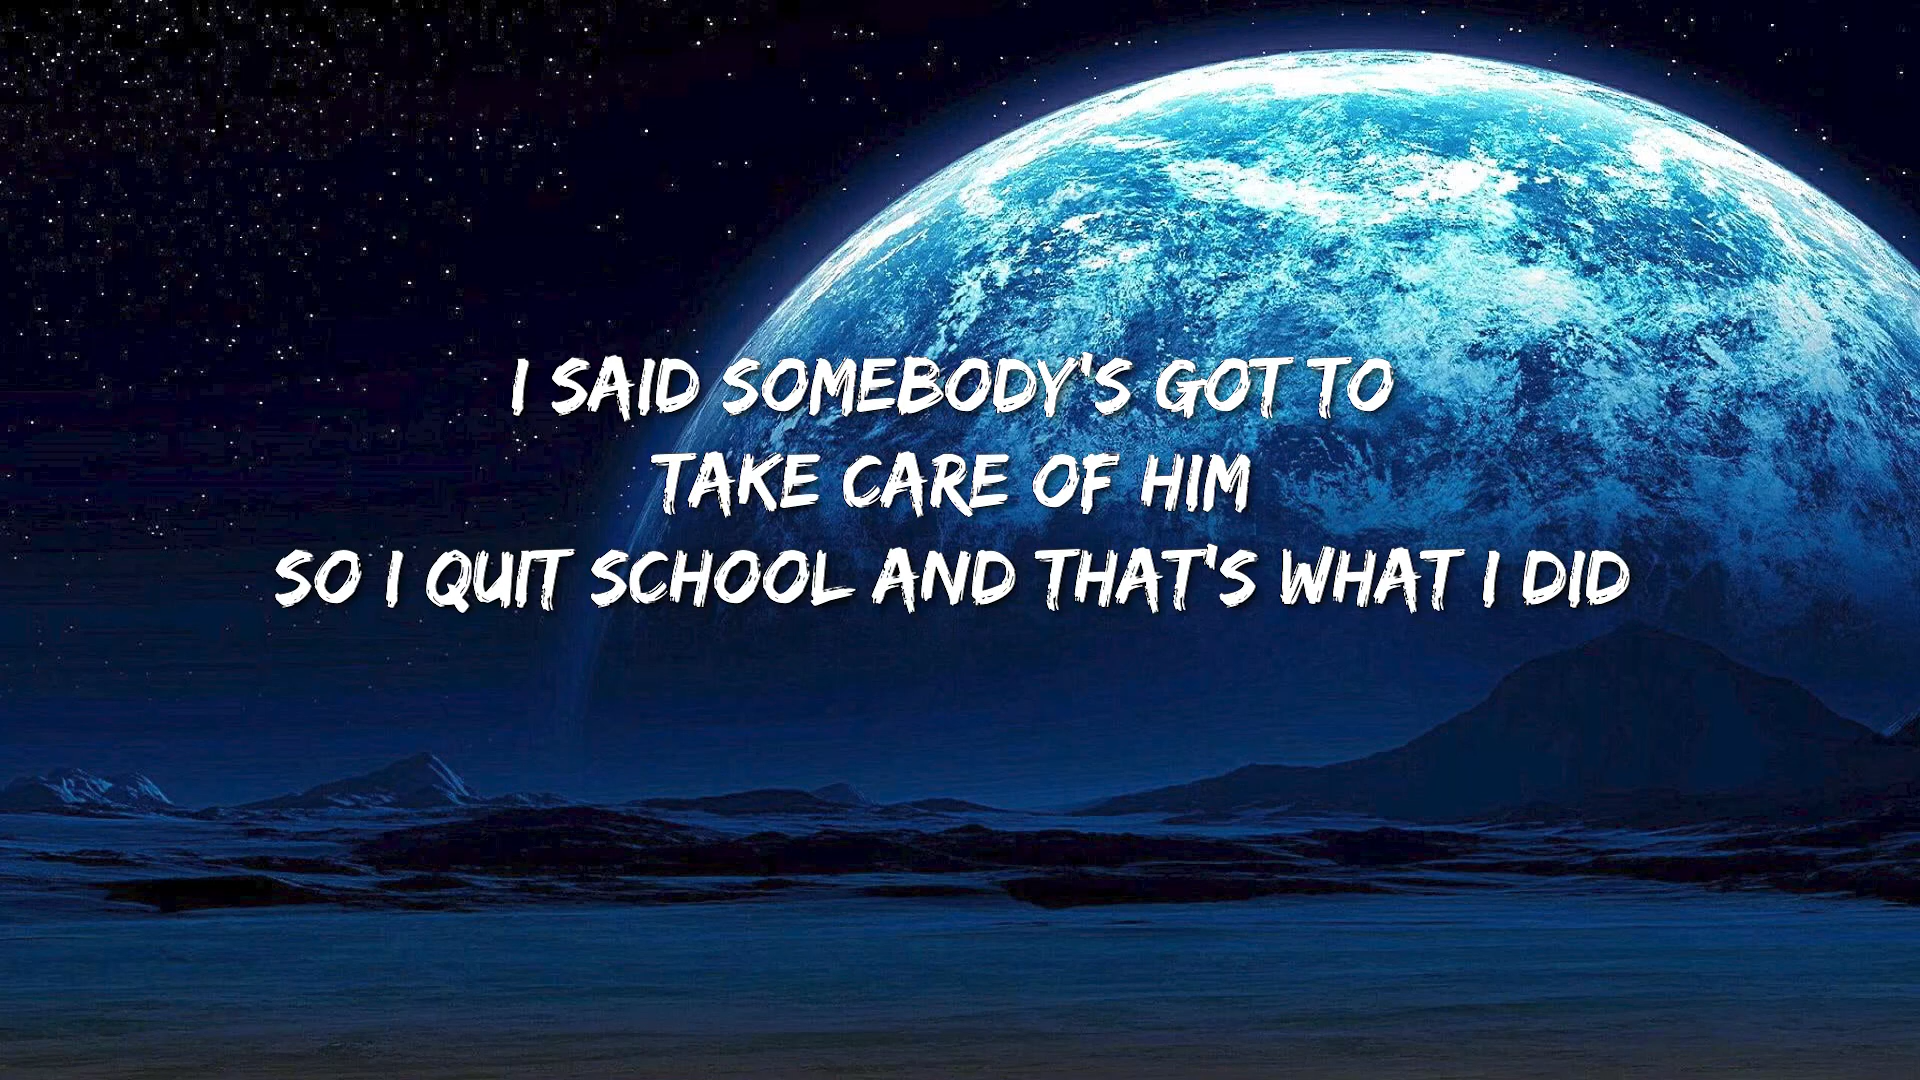 I SAID SOMEBODY'S GOT TO
TAKE CARE OF HIM
SO I QUIT SCHOOL AND THAT'S WHAT I DID